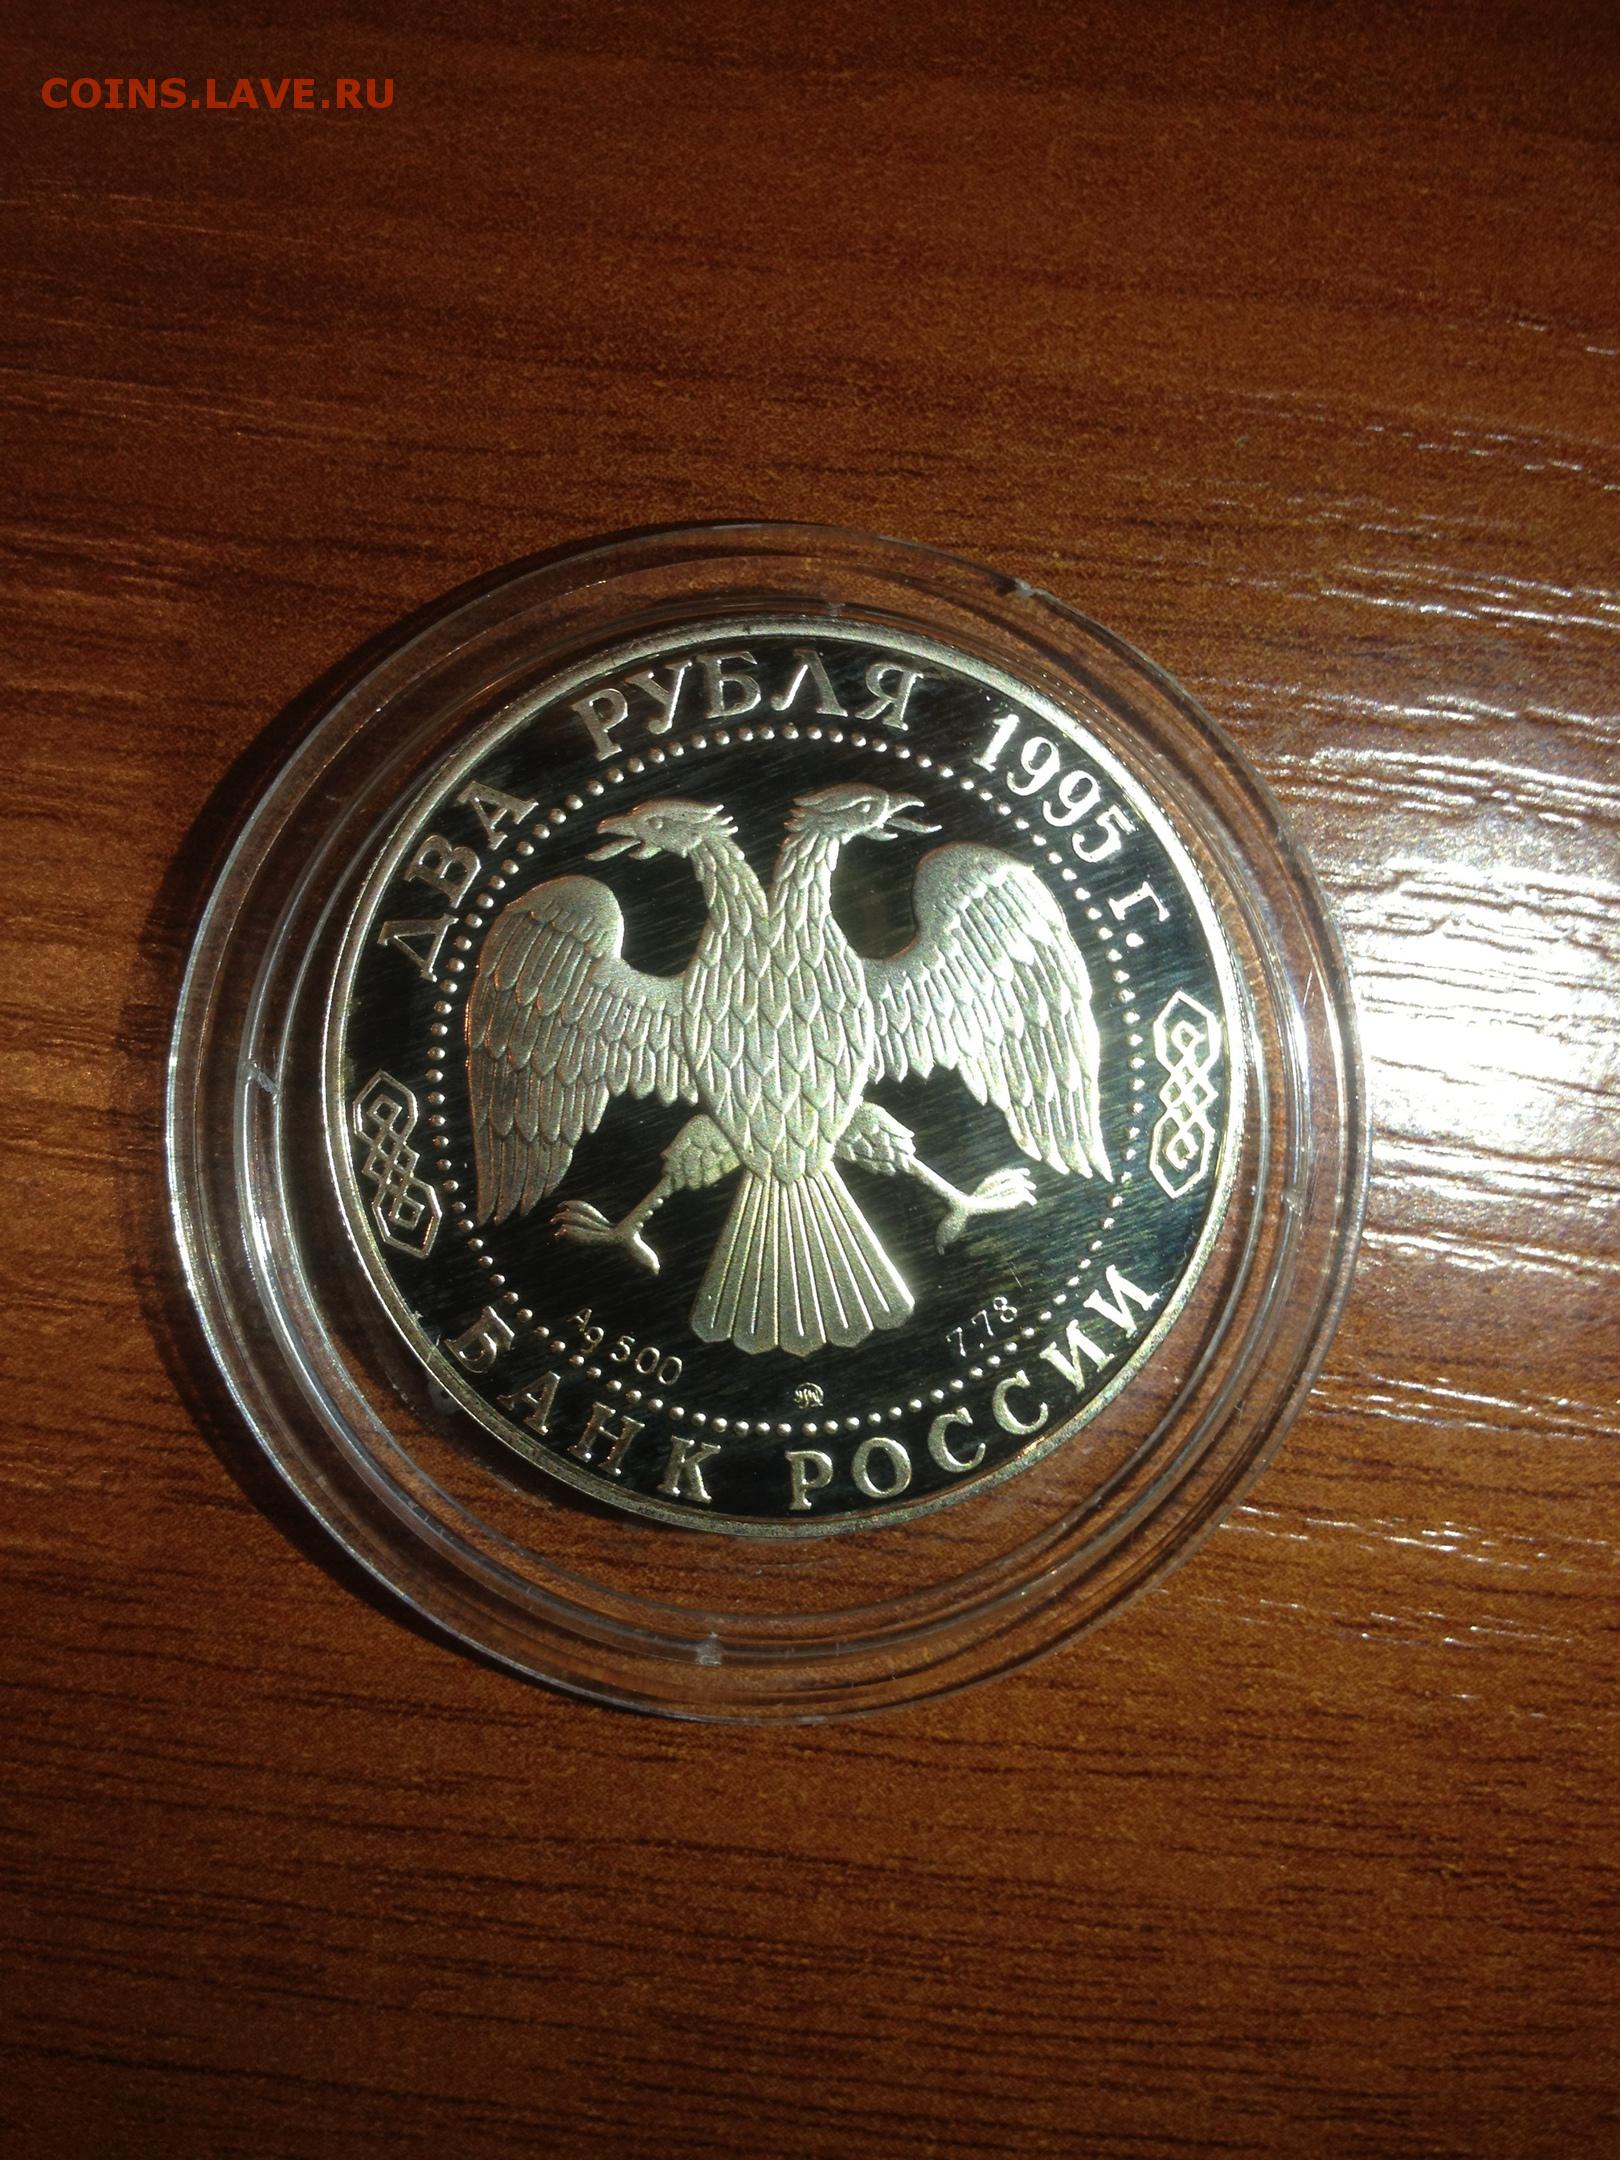 COINS.LAVE.RU
ДВА РУБЛЯ 1995 г.
Ag 500
7.78
БАНК РОССИИ